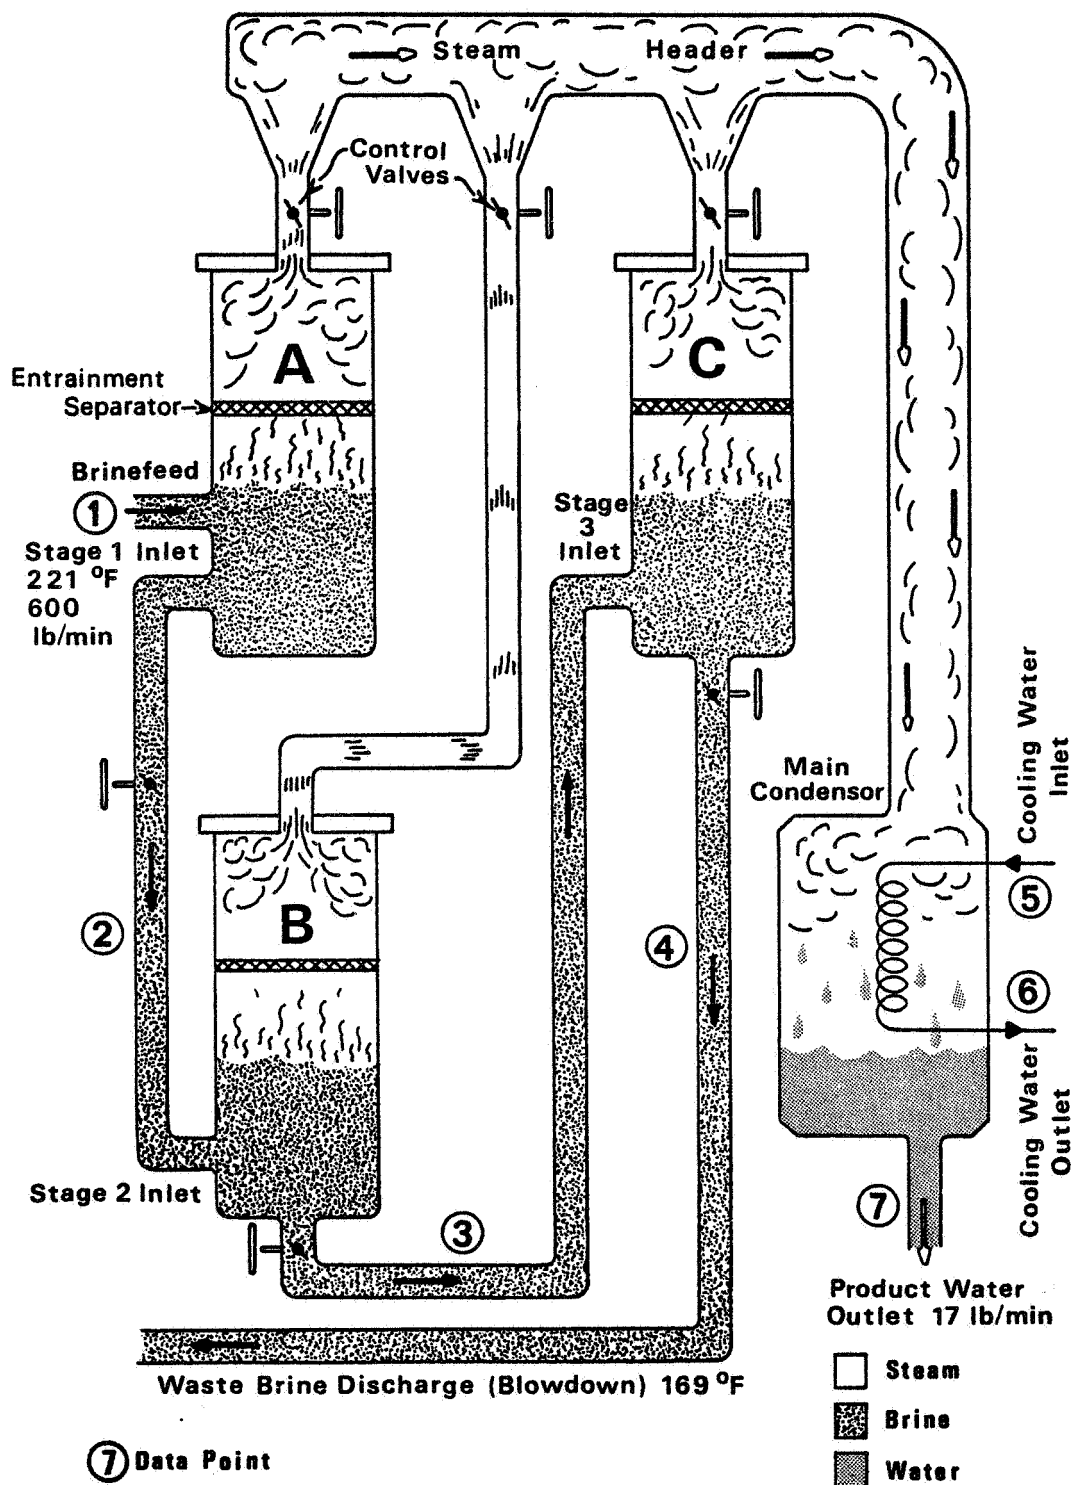 Steam Header
Control
Valves
A
C
Entrainment
Separator
Brinefeed
1
Stage 1 Inlet
221 °F
600
lb/min
Stage
3
Inlet
Main
Condensor
Cooling Water
Inlet
5
B
2
4
6
Cooling Water
Outlet
Stage 2 Inlet
3
7
Product Water
Outlet 17 lb/min
Waste Brine Discharge (Blowdown) 169 °F
Steam
Brine
Water
7 Data Point